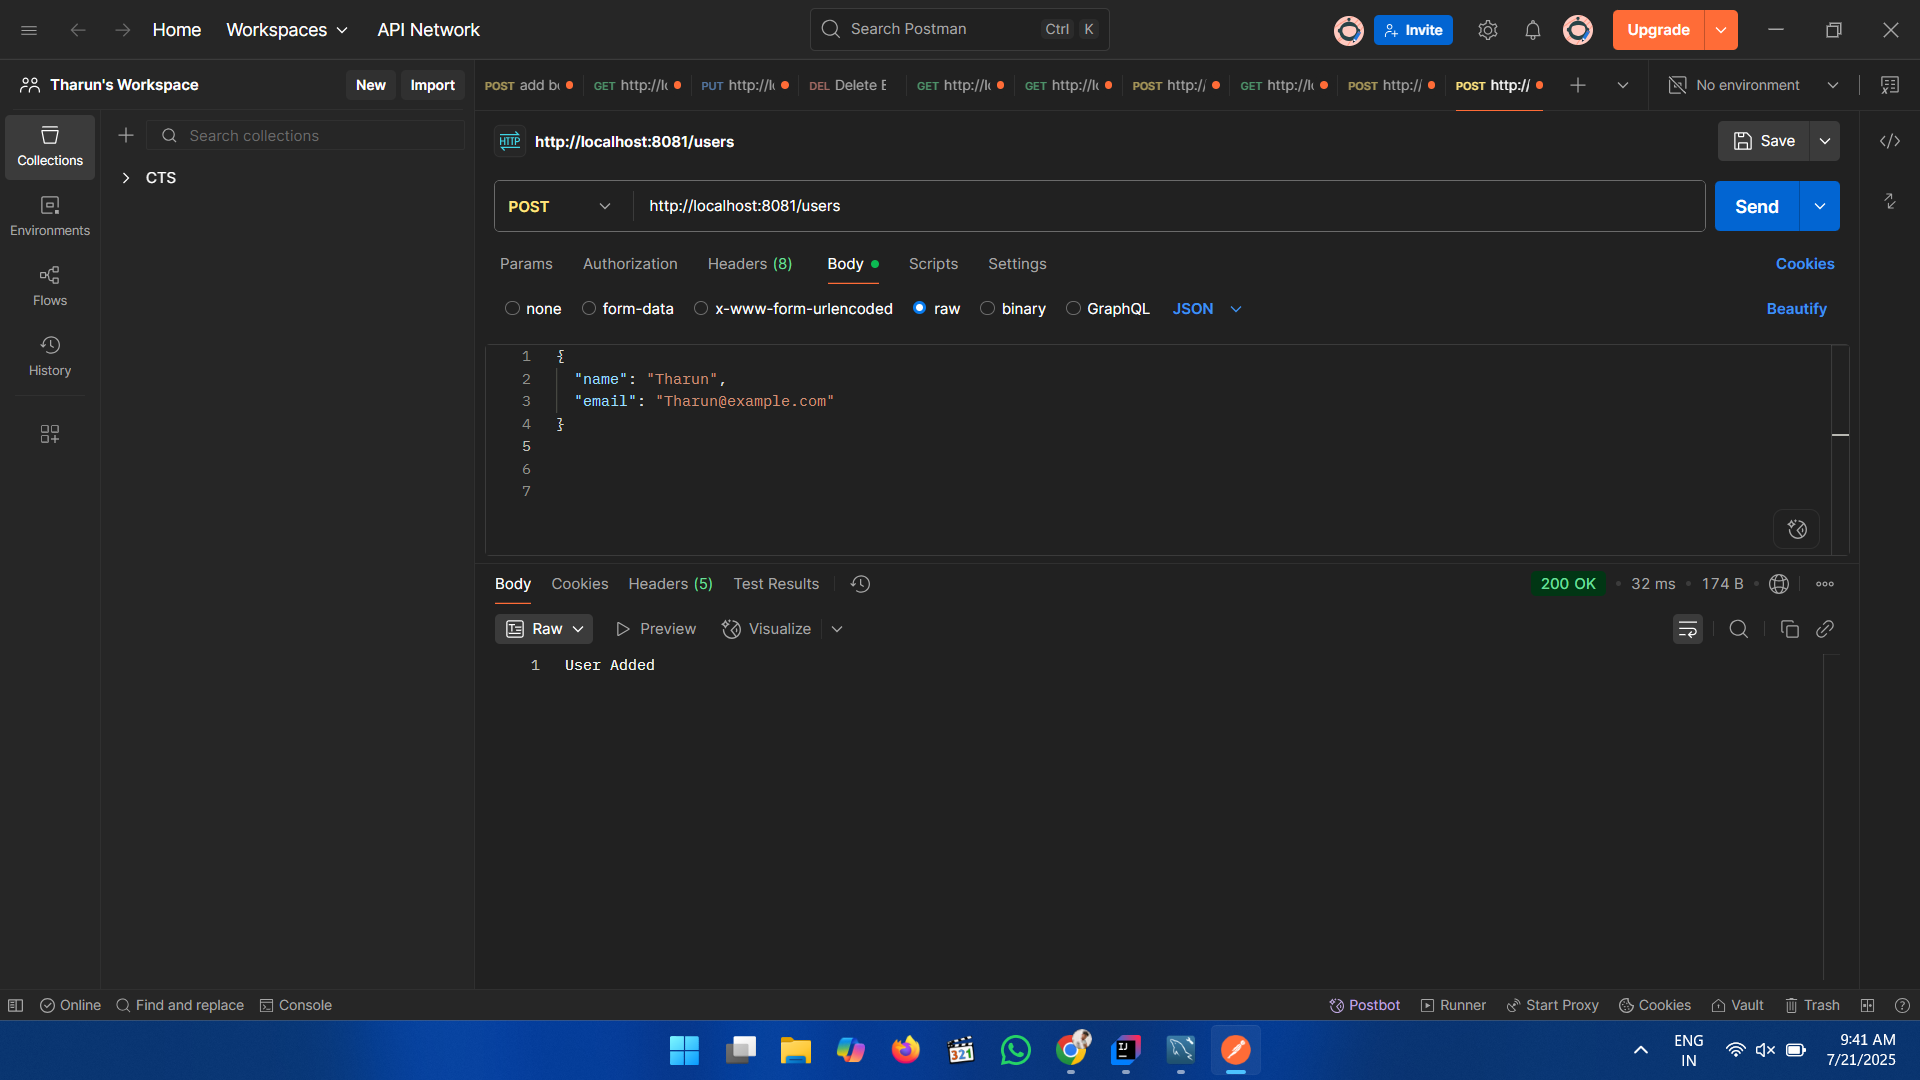 Home
Workspaces
API Network
Search Postman
Ctrl K
Invite
Upgrade
Tharun's Workspace
New
Import
POST add b
GET http://l
PUT http://l
DEL Delete E
GET http://l
GET http://l
POST http://
GET http://l
POST http://
POST http://
No environment
Collections
Environments
Flows
History
Search collections
CTS
HTTP
http://localhost:8081/users
Save
POST
http://localhost:8081/users
Send
Params
Authorization
Headers (8)
Body
Scripts
Settings
Cookies
none
form-data
x-www-form-urlencoded
raw
binary
GraphQL
JSON
Beautify
1 {
2 "name": "Tharun",
3 "email": "Tharun@example.com"
4 }
5
6
7
Body
Cookies
Headers (5)
Test Results
200 OK
32 ms
174 B
Raw
Preview
Visualize
1 User Added
Online
Find and replace
Console
Postbot
Runner
Start Proxy
Cookies
Vault
Trash
321
IJ
ENG
IN
9:41 AM
7/21/2025